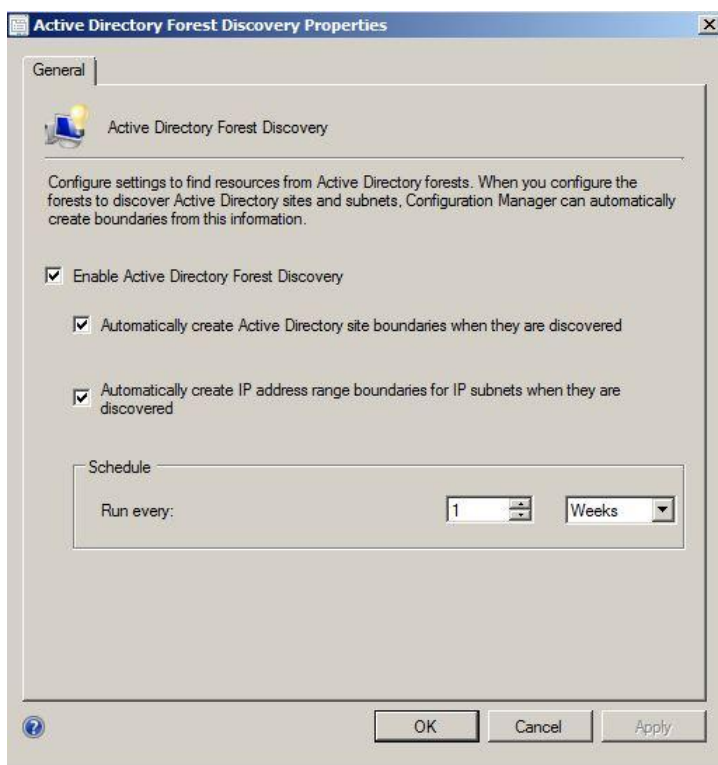 Active Directory Forest Discovery Properties
General
Active Directory Forest Discovery
Configure settings to find resources from Active Directory forests. When you configure the
forests to discover Active Directory sites and subnets, Configuration Manager can automatically
create boundaries from this information.
Enable Active Directory Forest Discovery
Automatically create Active Directory site boundaries when they are discovered
Automatically create IP address range boundaries for IP subnets when they are
discovered
Schedule
Run every: 1 Weeks
OK Cancel Apply